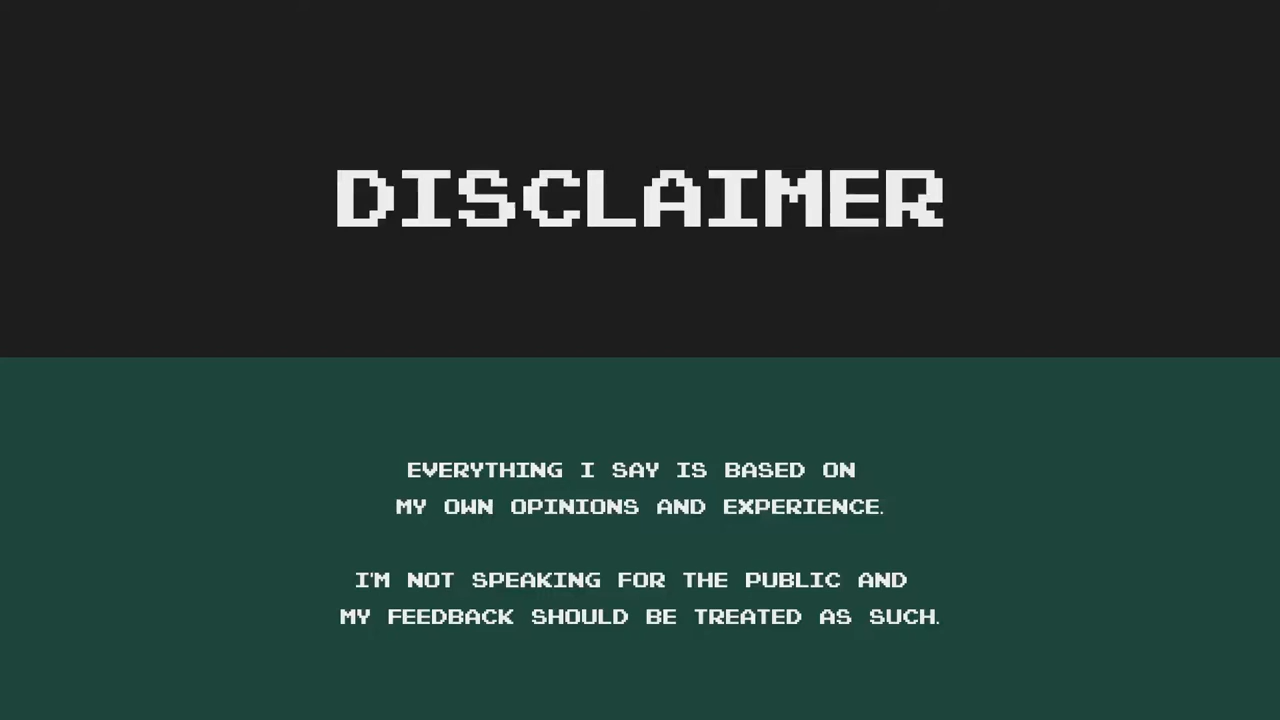 DISCLAIMER
EVERYTHING I SAY IS BASED ON
MY OWN OPINIONS AND EXPERIENCE.
I'M NOT SPEAKING FOR THE PUBLIC AND
MY FEEDBACK SHOULD BE TREATED AS SUCH.